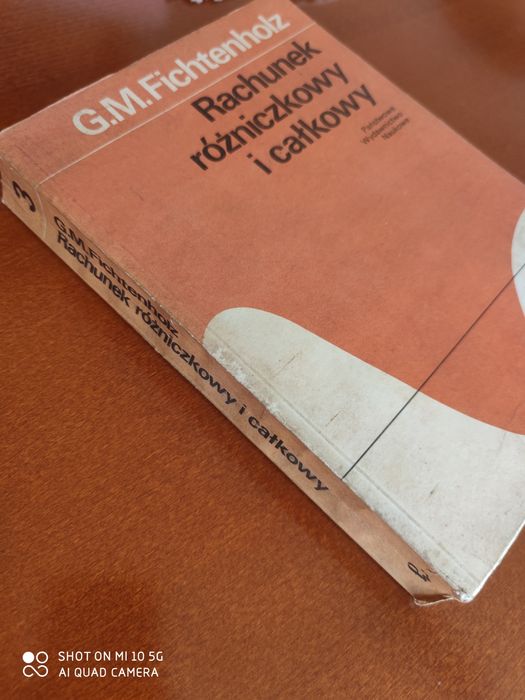 G.M.Fichtenholz
Rachunek
różniczkowy
i całkowy
Państwowe
Wydawnictwo
Naukowe
3
G.M.Fichtenholz
Rachunek różniczkowy i całkowy
SHOT ON MI 10 5G
AI QUAD CAMERA